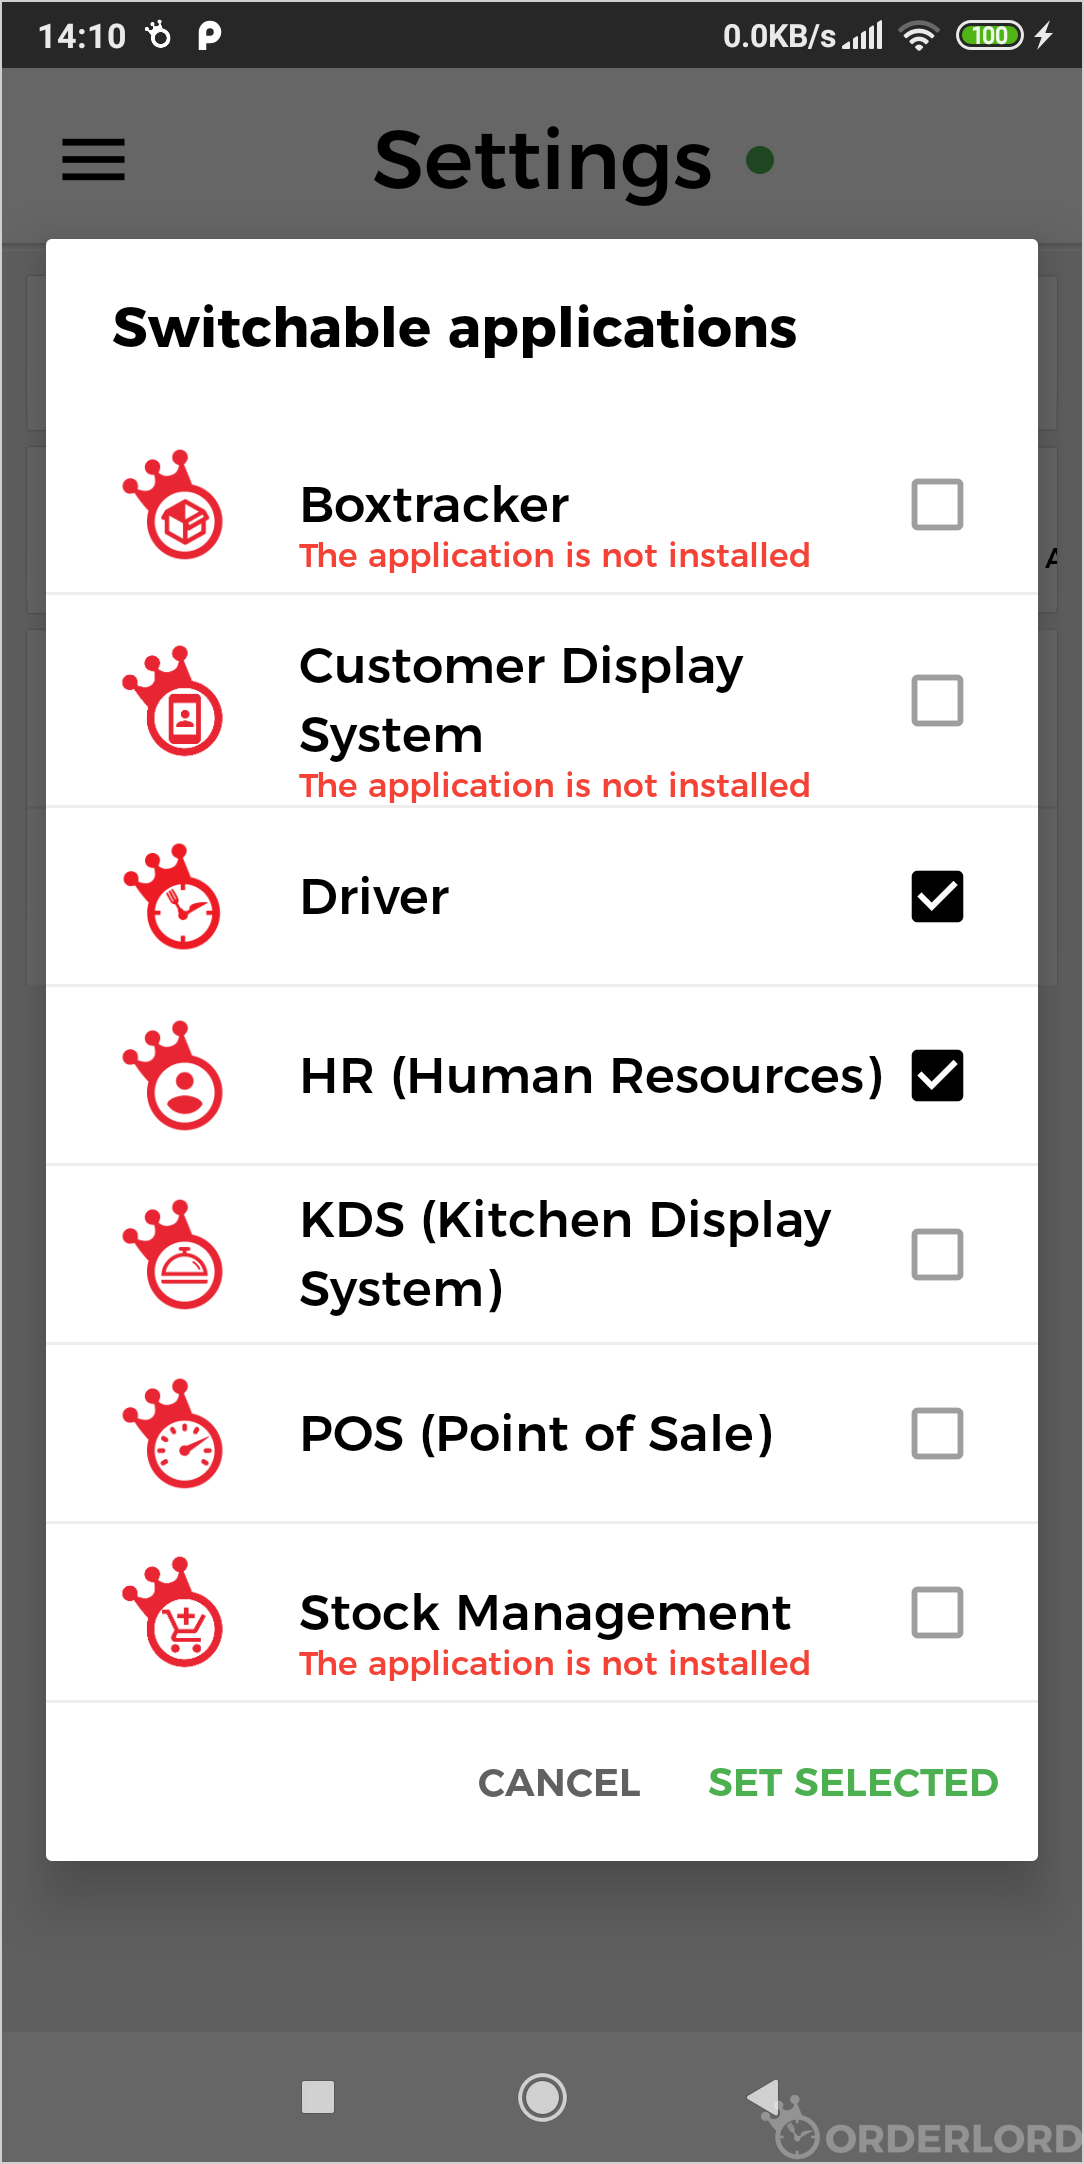 14:10
0.0KB/s
100
Settings
Switchable applications
Boxtracker
The application is not installed
A
Customer Display
System
The application is not installed
Driver
HR (Human Resources)
KDS (Kitchen Display
System)
POS (Point of Sale)
Stock Management
The application is not installed
CANCEL SET SELECTED
ORDERLORD